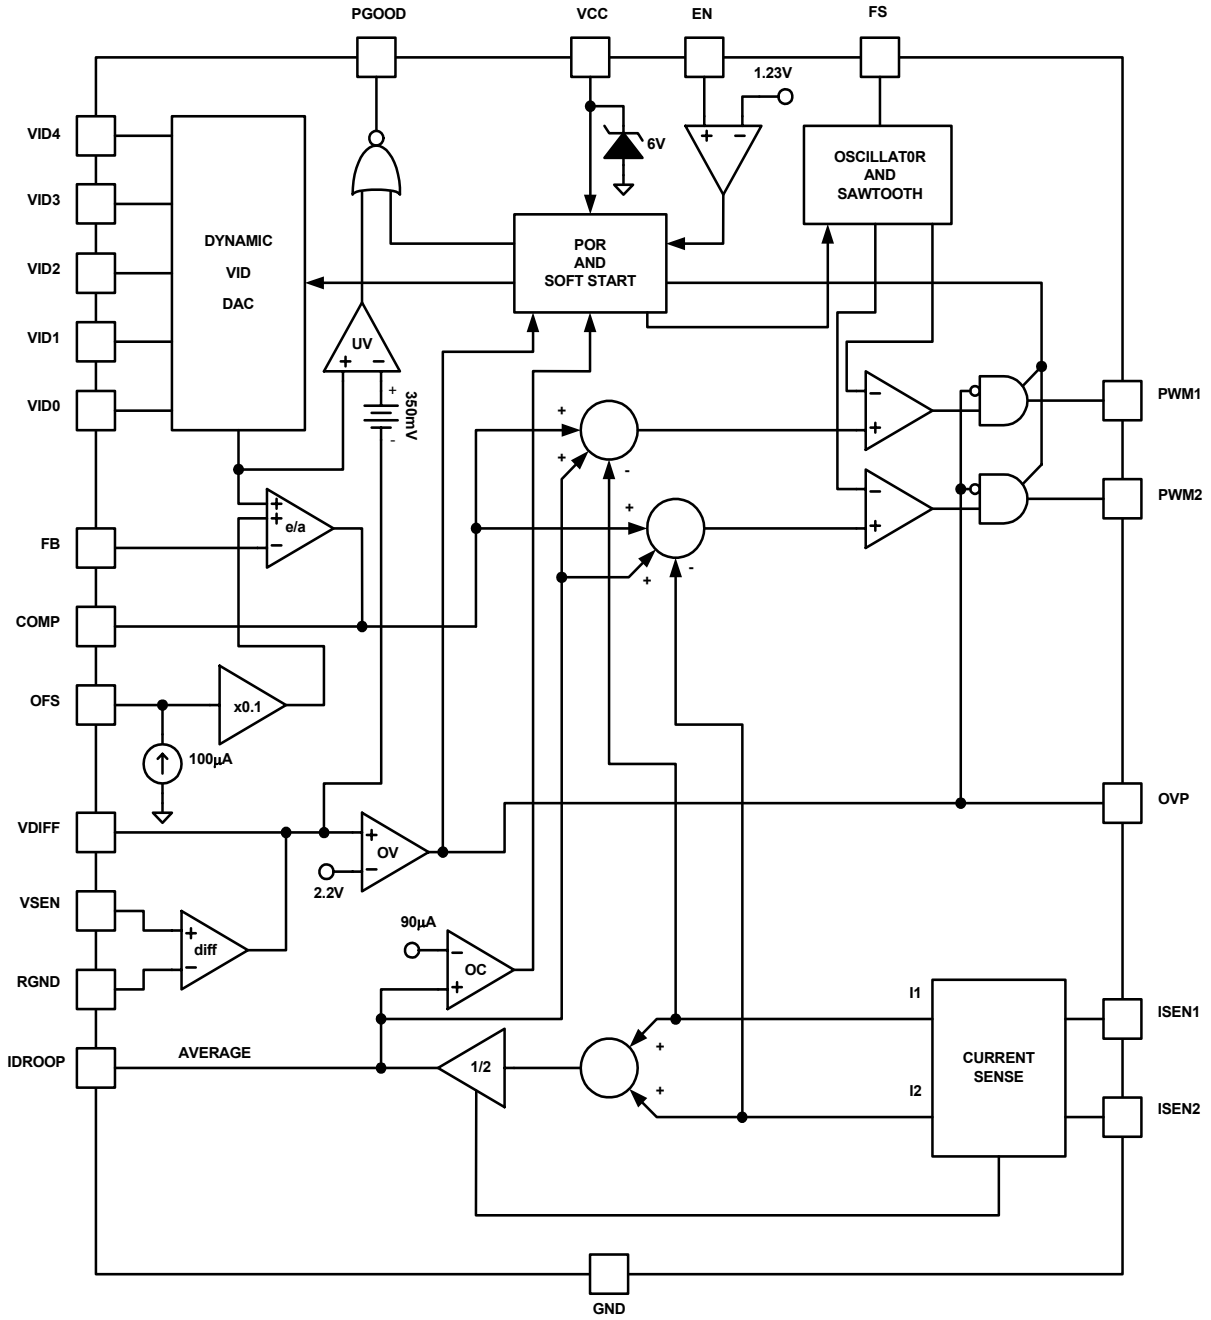 PGOOD
VCC
EN
FS
1.23V
6V
VID4
VID3
VID2
VID1
VID0
DYNAMIC
VID
DAC
OSCILLAT0R
AND
SAWTOOTH
POR
AND
SOFT START
UV
+ −
+
350mV
-
+ −
− +
− +
PWM1
PWM2
+
+
-
+
+
-
FB
+
+
−
e/a
COMP
OFS
x0.1
100µA
VDIFF
+
−
OV
2.2V
OVP
VSEN
+
−
diff
RGND
90µA
−
+
OC
IDROOP
AVERAGE
1/2
+
+
I1
I2
CURRENT
SENSE
ISEN1
ISEN2
GND